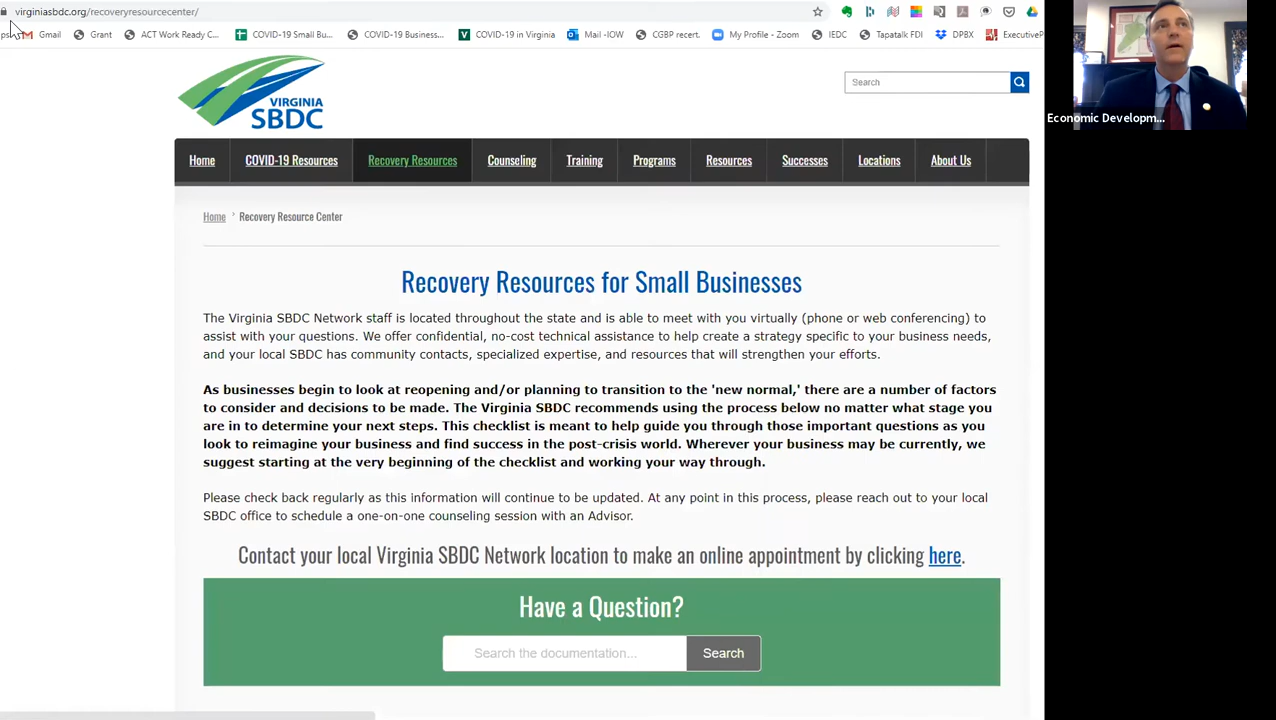 virginiasbdc.org/recoveryresourcecenter/
ps Gmail Grant ACT Work Ready C... COVID-19 Small Bu... COVID-19 Business... COVID-19 in Virginia Mail -IOW CGBP recert. My Profile - Zoom IEDC Tapatalk FDI DPBX ExecutiveP
Economic Developm...
VIRGINIA
SBDC
Search
Home COVID-19 Resources Recovery Resources Counseling Training Programs Resources Successes Locations About Us
Home > Recovery Resource Center
Recovery Resources for Small Businesses
The Virginia SBDC Network staff is located throughout the state and is able to meet with you virtually (phone or web conferencing) to
assist with your questions. We offer confidential, no-cost technical assistance to help create a strategy specific to your business needs,
and your local SBDC has community contacts, specialized expertise, and resources that will strengthen your efforts.
As businesses begin to look at reopening and/or planning to transition to the 'new normal,' there are a number of factors
to consider and decisions to be made. The Virginia SBDC recommends using the process below no matter what stage you
are in to determine your next steps. This checklist is meant to help guide you through those important questions as you
look to reimagine your business and find success in the post-crisis world. Wherever your business may be currently, we
suggest starting at the very beginning of the checklist and working your way through.
Please check back regularly as this information will continue to be updated. At any point in this process, please reach out to your local
SBDC office to schedule a one-on-one counseling session with an Advisor.
Contact your local Virginia SBDC Network location to make an online appointment by clicking here.
Have a Question?
Search the documentation... Search